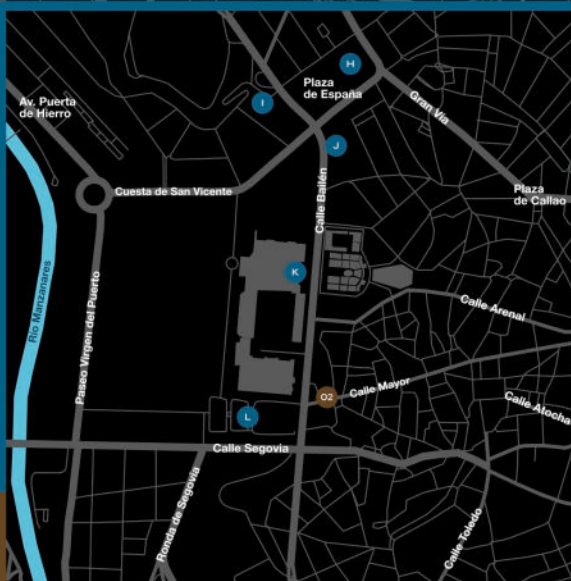 H
Plaza
de España
I
Av. Puerta
de Hierro
Gran Vía
J
Cuesta de San Vicente
Plaza
de Callao
Calle Bailén
Río Manzanares
K
Paseo Virgen del Puerto
Calle Arenal
Calle Mayor
O2
Calle Atocha
L
Calle Segovia
Ronda de Segovia
Calle Toledo